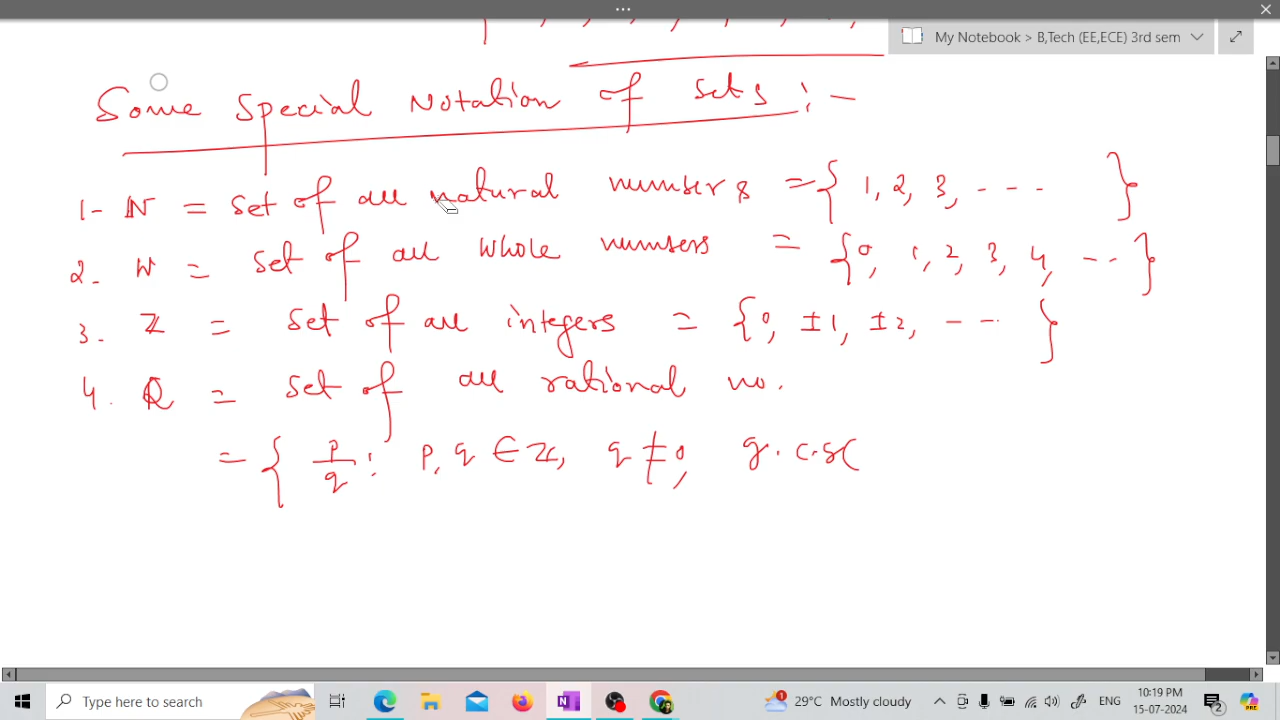 My Notebook > B,Tech (EE,ECE) 3rd sem
Some Special Notation of Sets :-
1- N = Set of all natural numbers = { 1, 2, 3, - - - }
2. W = Set of all whole numbers = { 0, 1, 2, 3, 4, - - }
3. Z = Set of all integers = { 0, ±1, ±2, - - - }
4. Q = Set of all rational no.
= { p/q : p, q ∈ Z, q ≠ 0, g.c.d(
Type here to search
29°C Mostly cloudy
ENG
10:19 PM
15-07-2024
1
2